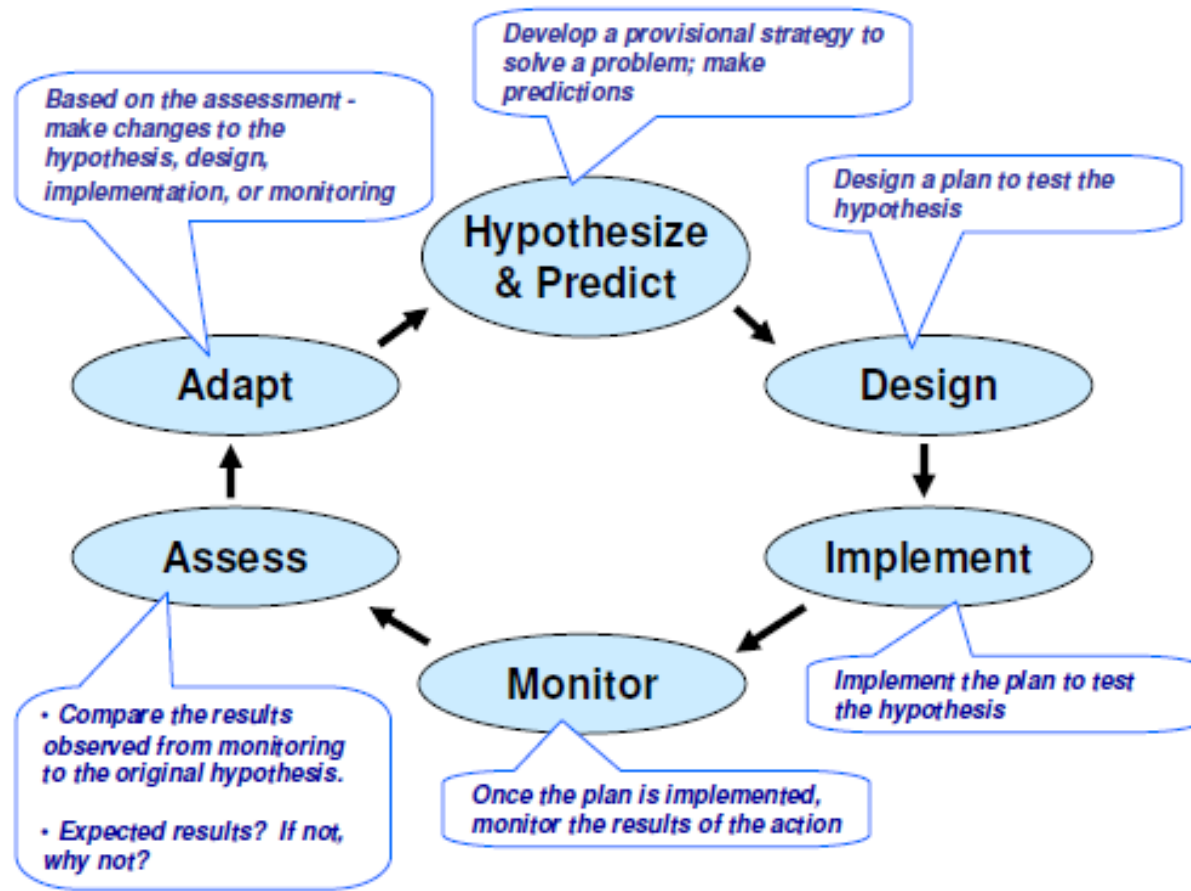 Develop a provisional strategy to
solve a problem; make
predictions
Based on the assessment -
make changes to the
hypothesis, design,
implementation, or monitoring
Design a plan to test the
hypothesis
Hypothesize
& Predict
Adapt
Design
Assess
Implement
Monitor
Implement the plan to test
the hypothesis
• Compare the results
observed from monitoring
to the original hypothesis.
• Expected results? If not,
why not?
Once the plan is implemented,
monitor the results of the action